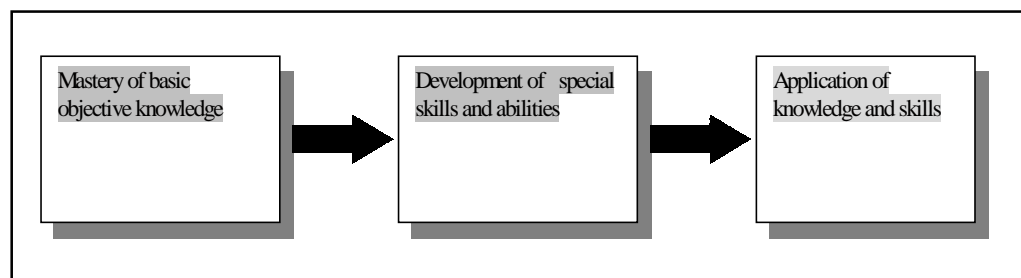 Mastery of basic
objective knowledge
Development of special
skills and abilities
Application of
knowledge and skills